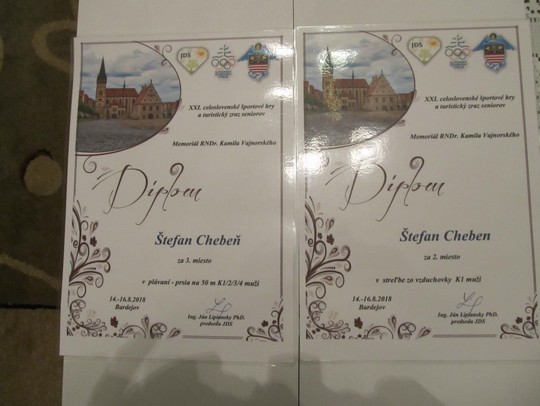 JDS
XXI. celoslovenské športové hry
a turistický zraz seniorov
Memoriál RNDr. Kamila Vajnorského
Diplom
Štefan Chebeň
za 3. miesto
v plávaní - prsia na 50 m K1/2/3/4 muži
14.-16.8.2018
Bardejov
Ing. Ján Lipiansky PhD.
predseda JDS
JDS
XXI. celoslovenské športové hry
a turistický zraz seniorov
Memoriál RNDr. Kamila Vajnorského
Diplom
Štefan Cheben
za 2. miesto
v streľbe zo vzduchovky K1 muži
14.-16.8.2018
Bardejov
Ing. Ján Lipiansky PhD.
predseda JDS